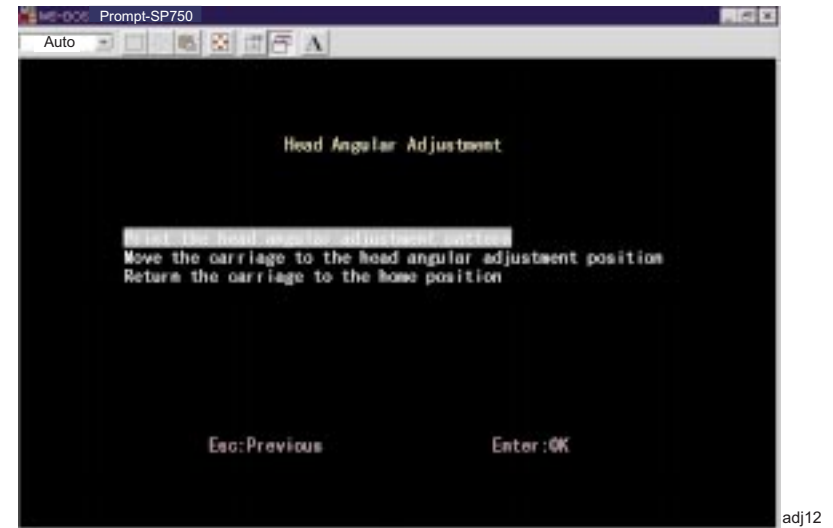 MS-DOS Prompt-SP750
Auto
A
Head Angular Adjustment
Print the head angular adjustment pattern
Move the carriage to the head angular adjustment position
Return the carriage to the home position
Esc:Previous Enter:OK
adj12